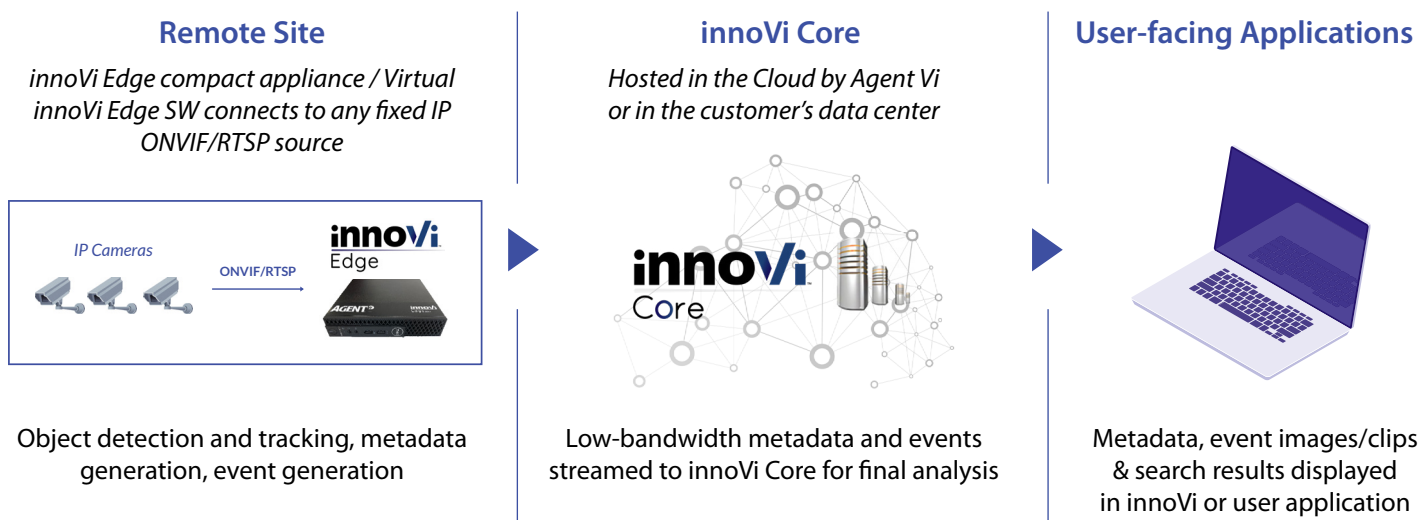 Remote Site
innoVi Edge compact appliance / Virtual
innoVi Edge SW connects to any fixed IP
ONVIF/RTSP source
IP Cameras
ONVIF/RTSP
innoVi
Edge
AGENT
innoVi
Object detection and tracking, metadata
generation, event generation
innoVi Core
Hosted in the Cloud by Agent Vi
or in the customer’s data center
innoVi
Core
Low-bandwidth metadata and events
streamed to innoVi Core for final analysis
User-facing Applications
Metadata, event images/clips
& search results displayed
in innoVi or user application